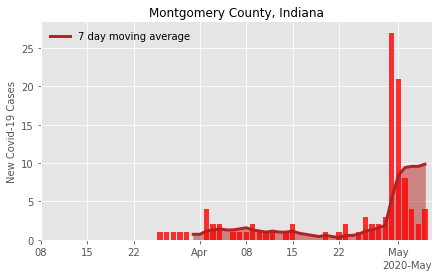 Montgomery County, Indiana
7 day moving average
New Covid-19 Cases
25
20
15
10
5
0
08 15 22 Apr 08 15 22 May
2020-May